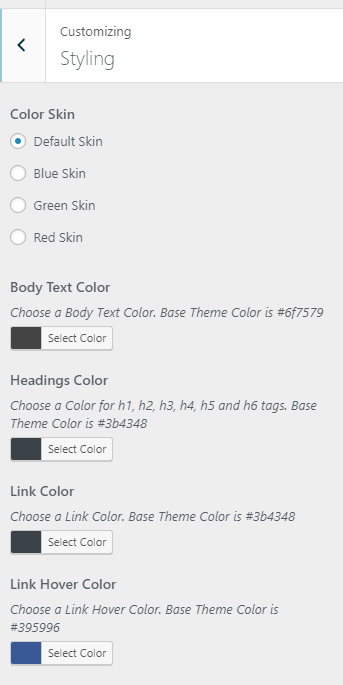 Customizing
Styling
Color Skin
Default Skin
Blue Skin
Green Skin
Red Skin
Body Text Color
Choose a Body Text Color. Base Theme Color is #6f7579
Select Color
Headings Color
Choose a Color for h1, h2, h3, h4, h5 and h6 tags. Base
Theme Color is #3b4348
Select Color
Link Color
Choose a Link Color. Base Theme Color is #3b4348
Select Color
Link Hover Color
Choose a Link Hover Color. Base Theme Color is
#395996
Select Color